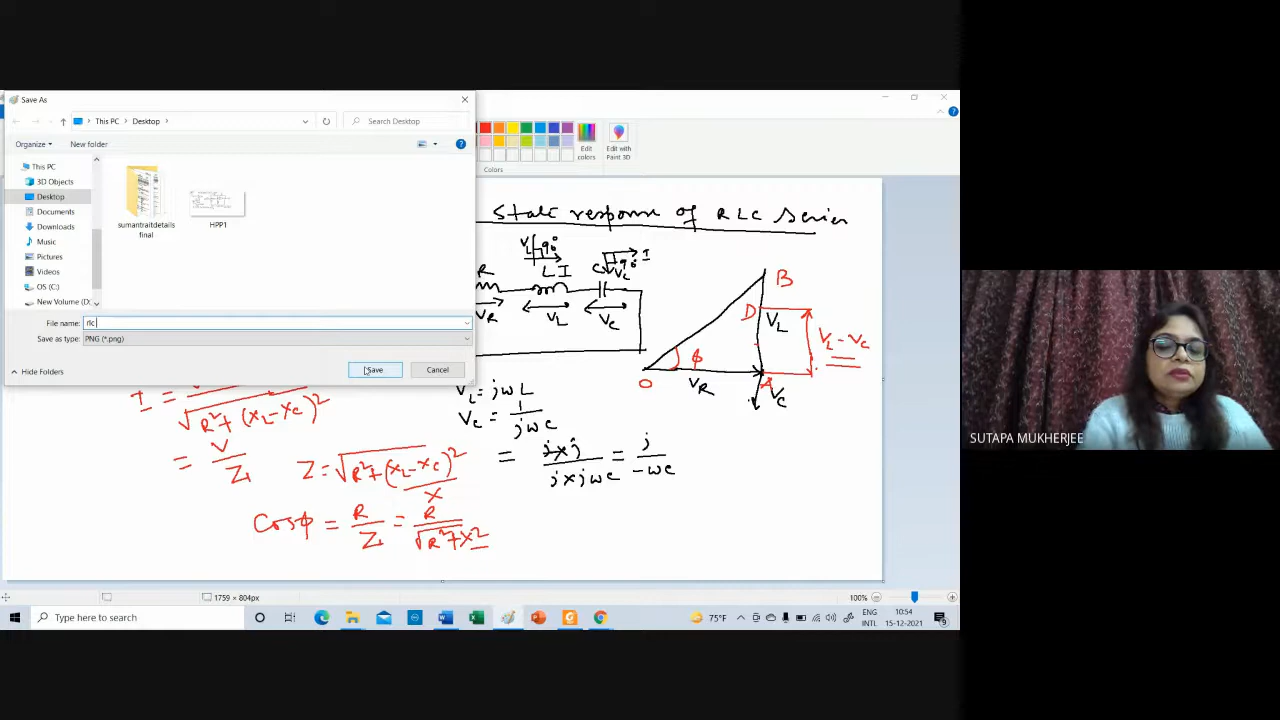 Save As
This PC > Desktop >
Search Desktop
Organize
New folder
This PC
3D Objects
Desktop
Documents
Downloads
Music
Pictures
Videos
OS (C:)
New Volume (D:
sumantraitdetails
final
HPP1
File name: rlc
Save as type: PNG (*.png)
Hide Folders
Save
Cancel
Edit
colors
Edit with
Paint 3D
Colors
State response of RLC Series
VL 90°
90° I
VC
R L I C
VR VL VC
B
D
VL
VL - VC
O φ VR A
VC
I =
√R²+(XL-XC)²
= V/Z
Z = √R²+(XL-XC)²
X
Cosφ = R/Z = R/√R²+X²
VL = jωL
VC = 1/jωC
= j×j/j×jωC = j/-ωC
100%
1759 × 804px
Type here to search
75°F
ENG
INTL
10:54
15-12-2021
SUTAPA MUKHERJEE